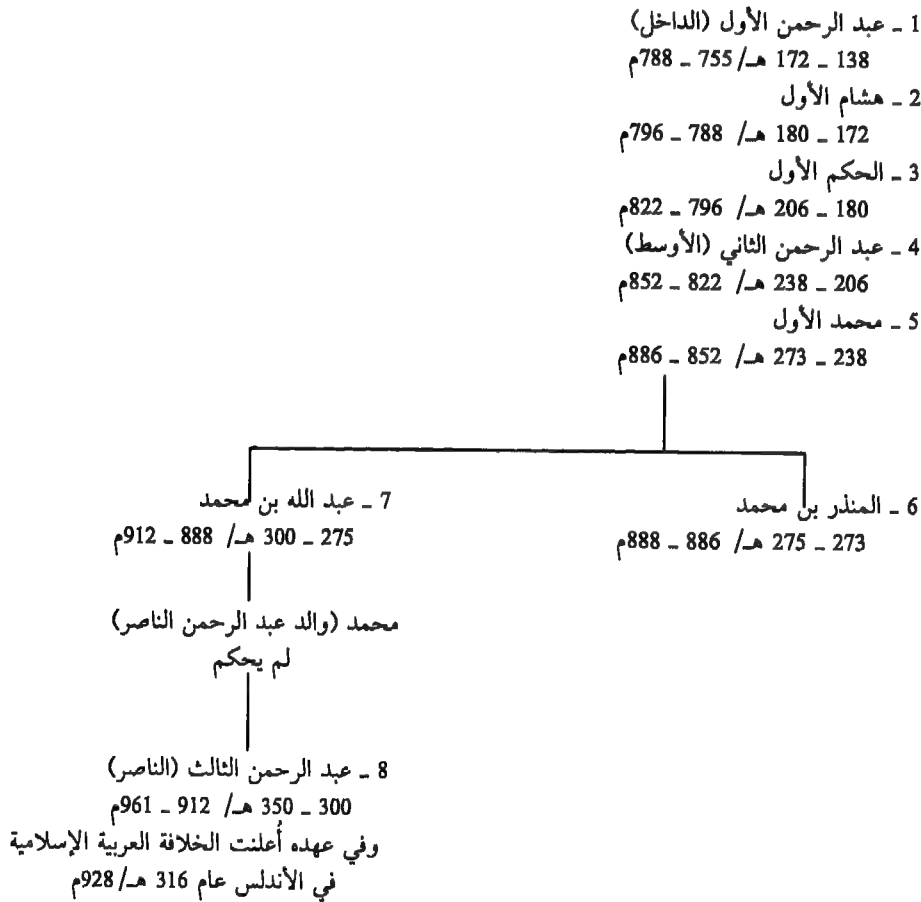 1 ـ عبد الرحمن الأول (الداخل)
138 ـ 172 هـ/ 755 ـ 788م
2 ـ هشام الأول
172 ـ 180 هـ/ 788 ـ 796م
3 ـ الحكم الأول
180 ـ 206 هـ/ 796 ـ 822م
4 ـ عبد الرحمن الثاني (الأوسط)
206 ـ 238 هـ/ 822 ـ 852م
5 ـ محمد الأول
238 ـ 273 هـ/ 852 ـ 886م
6 ـ المنذر بن محمد
273 ـ 275 هـ/ 886 ـ 888م
7 ـ عبد الله بن محمد
275 ـ 300 هـ/ 888 ـ 912م
محمد (والد عبد الرحمن الناصر)
لم يحكم
8 ـ عبد الرحمن الثالث (الناصر)
300 ـ 350 هـ/ 912 ـ 961م
وفي عهده أُعلنت الخلافة العربية الإسلامية
في الأندلس عام 316 هـ/928م